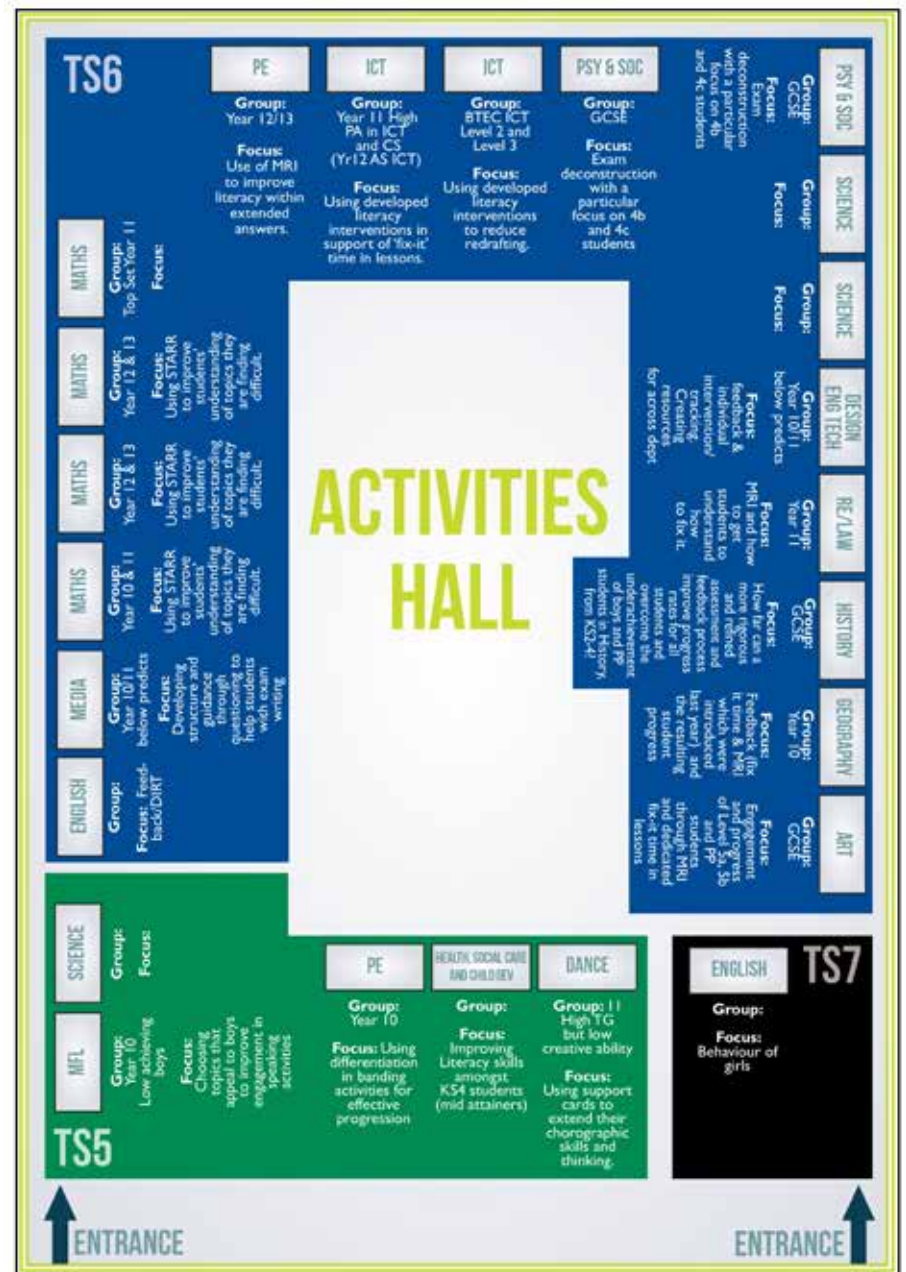 TS6
PE
Group:
Year 12/13
Focus:
Use of MRI
to improve
literacy within
extended
answers.
ICT
Group:
Year 11 High
PA in ICT
and CS
(Yr12 AS ICT)
Focus:
Using developed
literacy
interventions in
support of 'fix-it'
time in lessons.
ICT
Group:
BTEC ICT
Level 2 and
Level 3
Focus:
Using developed
literacy
interventions
to reduce
redrafting.
PSY & SOC
Group:
GCSE
Focus:
Exam
deconstruction
with a
particular
focus on 4b
and 4c
students
PSY & SOC
Group:
GCSE
Focus:
Exam
deconstruction
with a particular
focus on 4b
and 4c students
SCIENCE
Group:
Focus:
SCIENCE
Group:
Focus:
DESIGN
ENG TECH
Group:
Year 10/11
below predicts
Focus:
feedback &
individual
intervention/
tracking.
Creating
resources
for across dept
RE/LAW
Group:
Year 11
Focus:
MRI and how
to get
students to
understand
how
to fix it.
HISTORY
Group:
GCSE
Focus:
How far can a
more rigorous
and refined
assessment and
feedback process
improve progress
rates for all
students and
overcome the
underachievement
of boys and PP
students in History,
from KS2-4?
GEOGRAPHY
Group:
Year 10
Focus:
Feedback (fix
it time & MRI
which were
introduced
last year) and
the resulting
student
progress
ART
Group:
GCSE
Focus:
Engagement
and progress
of Level 5a, 5b
and PP
students
through MRI
and dedicated
fix-it time in
lessons
MATHS
Group:
Top Set Year 11
Focus:
MATHS
Group:
Year 12 & 13
Focus:
Using STARR
to improve
students'
understanding
of topics they
are finding
difficult.
MATHS
Group:
Year 12 & 13
Focus:
Using STARR
to improve
students'
understanding
of topics they
are finding
difficult.
MATHS
Group:
Year 10 & 11
Focus:
Using STARR
to improve
students'
understanding
of topics they
are finding
difficult.
MEDIA
Group:
Year 10/11
below predicts
Focus:
Developing
structure and
guidance
through
questioning to
help students
with exam
writing
ENGLISH
Group:
Focus: Feed-
back/DIRT
ACTIVITIES
HALL
SCIENCE
Group:
Focus:
MFL
Group:
Year 10
Low achieving
boys
Focus:
Choosing
topics that
appeal to boys
to improve
engagement in
speaking
activities
TS5
PE
Group:
Year 10
Focus: Using
differentiation
in banding
activities for
effective
progression
HEALTH, SOCIAL CARE
AND CHILD DEV
Group:
Focus:
Improving
Literacy skills
amongst
KS4 students
(mid attainers)
DANCE
Group: 11
High TG
but low
creative ability
Focus:
Using support
cards to
extend their
chorographic
skills and
thinking.
ENGLISH
TS7
Group:
Focus:
Behaviour of
girls
ENTRANCE
ENTRANCE